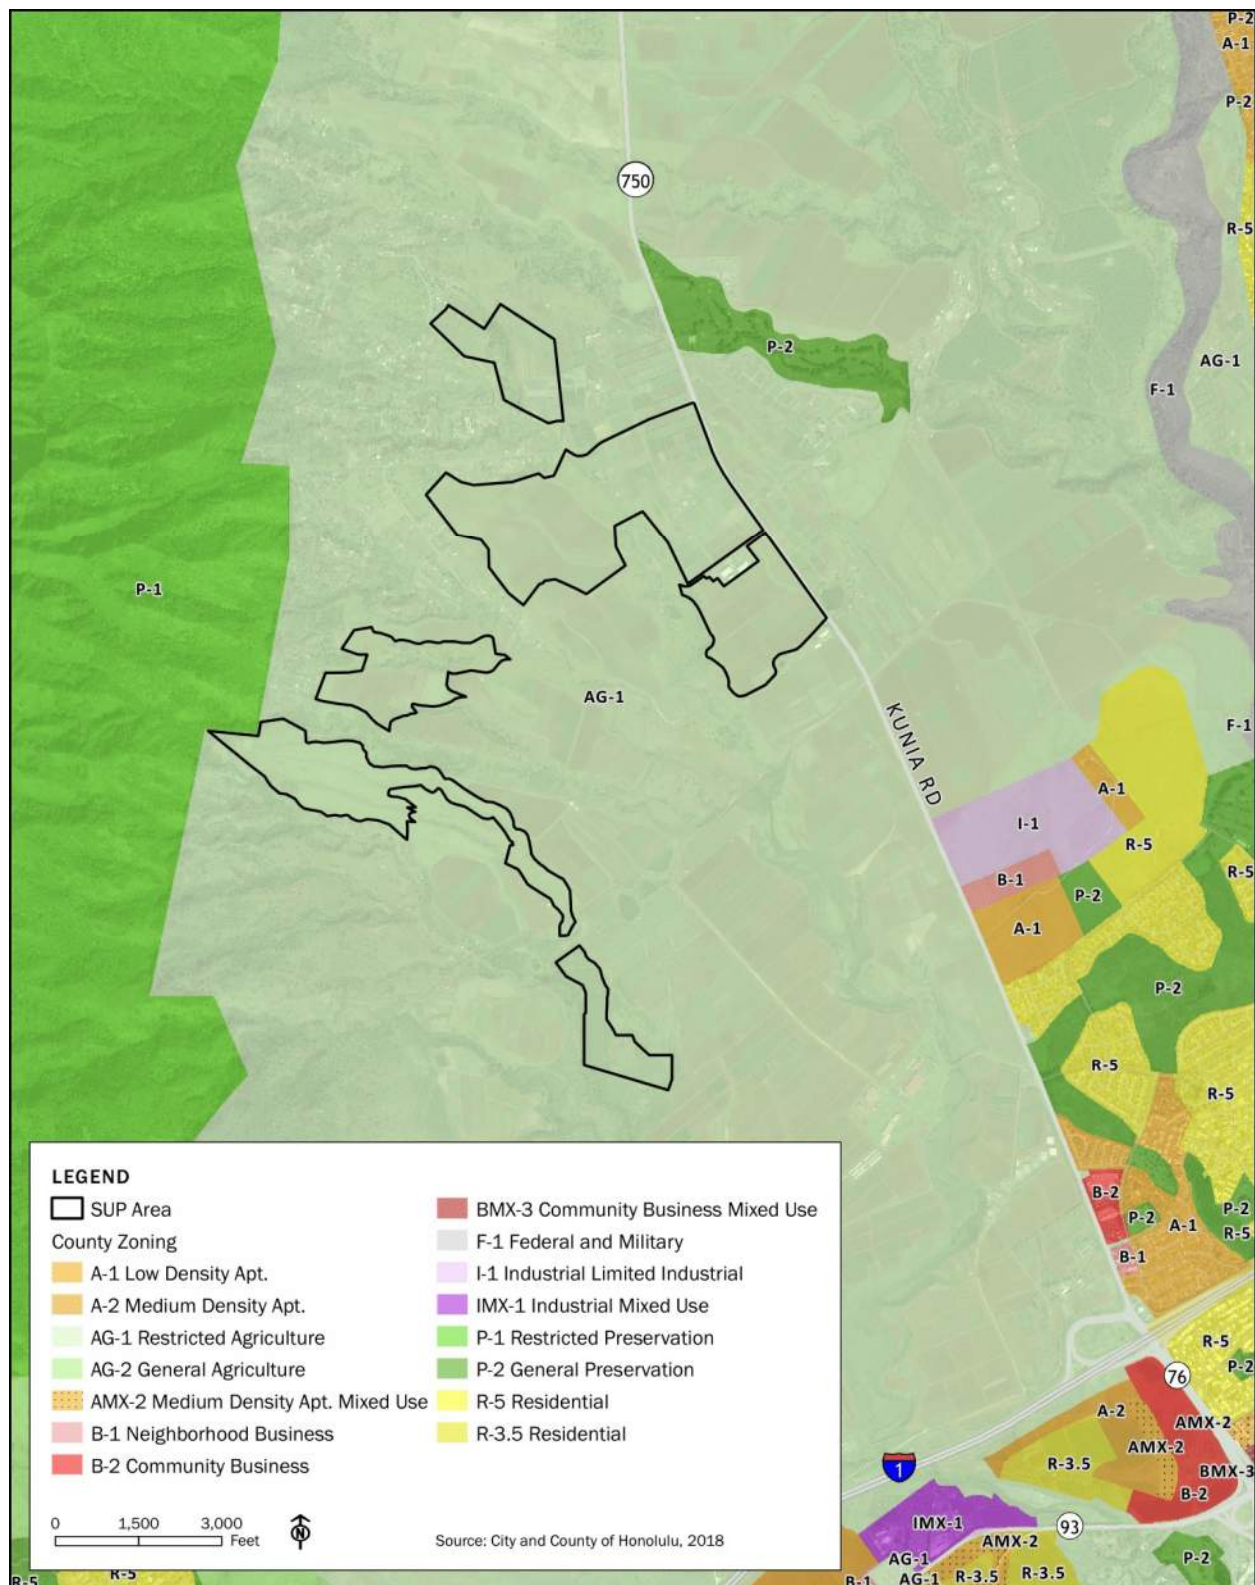 P-2
A-1
P-2
750
R-5
P-2
AG-1
F-1
P-1
AG-1
KUNIA RD
F-1
A-1
I-1
R-5
B-1
R-5
P-2
A-1
P-2
R-5
R-5
B-2
P-2
A-1
P-2
R-5
B-1
R-5
P-2
76
A-2
AMX-2
AMX-2
R-3.5
BMX-3
B-2
1
IMX-1
93
AMX-2
AG-1
P-2
R-5
R-5
B-1
AG-1
R-3.5
R-3.5
LEGEND
SUP Area
County Zoning
A-1 Low Density Apt.
A-2 Medium Density Apt.
AG-1 Restricted Agriculture
AG-2 General Agriculture
AMX-2 Medium Density Apt. Mixed Use
B-1 Neighborhood Business
B-2 Community Business
BMX-3 Community Business Mixed Use
F-1 Federal and Military
I-1 Industrial Limited Industrial
IMX-1 Industrial Mixed Use
P-1 Restricted Preservation
P-2 General Preservation
R-5 Residential
R-3.5 Residential
0 1,500 3,000
Feet
N
Source: City and County of Honolulu, 2018